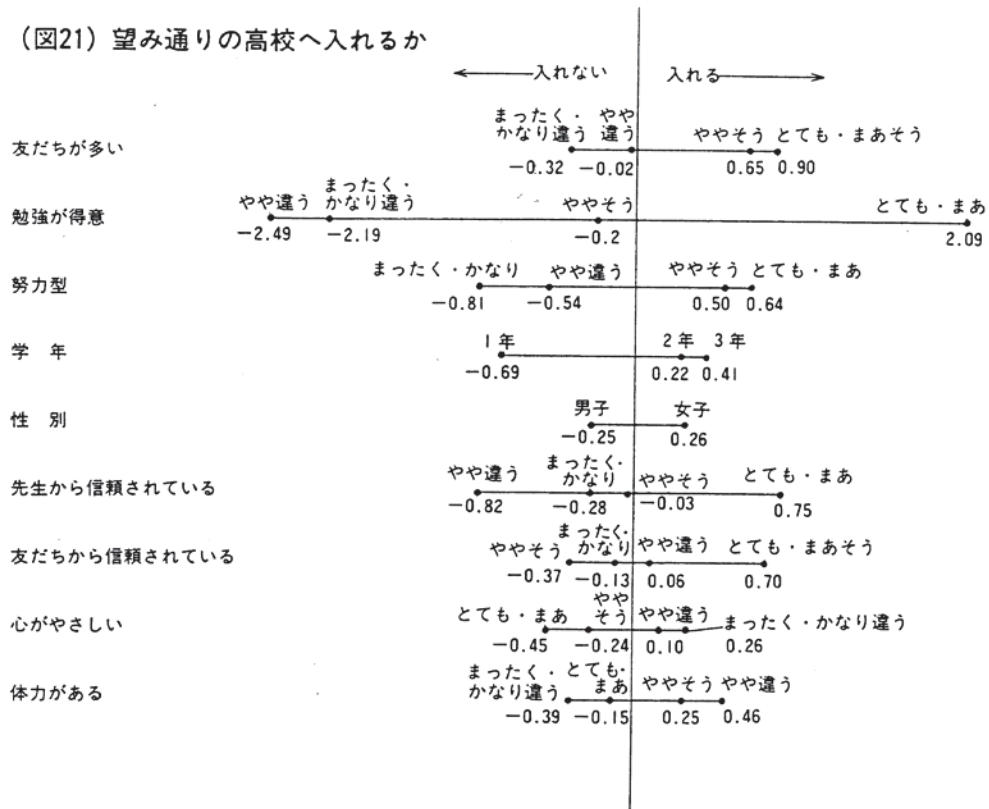 (図21) 望み通りの高校へ入れるか
←入れない 入れる→
友だちが多い
まったく・かなり違う やや違う ややそう とても・まあそう
-0.32 -0.02 0.65 0.90
勉強が得意
やや違う まったく・かなり違う ややそう とても・まあ
-2.49 -2.19 -0.2 2.09
努力型
まったく・かなり やや違う ややそう とても・まあ
-0.81 -0.54 0.50 0.64
学 年
1年 2年 3年
-0.69 0.22 0.41
性 別
男子 女子
-0.25 0.26
先生から信頼されている
やや違う まったく・かなり ややそう とても・まあ
-0.82 -0.28 -0.03 0.75
友だちから信頼されている
ややそう まったく・かなり やや違う とても・まあそう
-0.37 -0.13 0.06 0.70
心がやさしい
とても・まあ ややそう やや違う まったく・かなり違う
-0.45 -0.24 0.10 0.26
体力がある
まったく・かなり違う とても・まあ ややそう やや違う
-0.39 -0.15 0.25 0.46